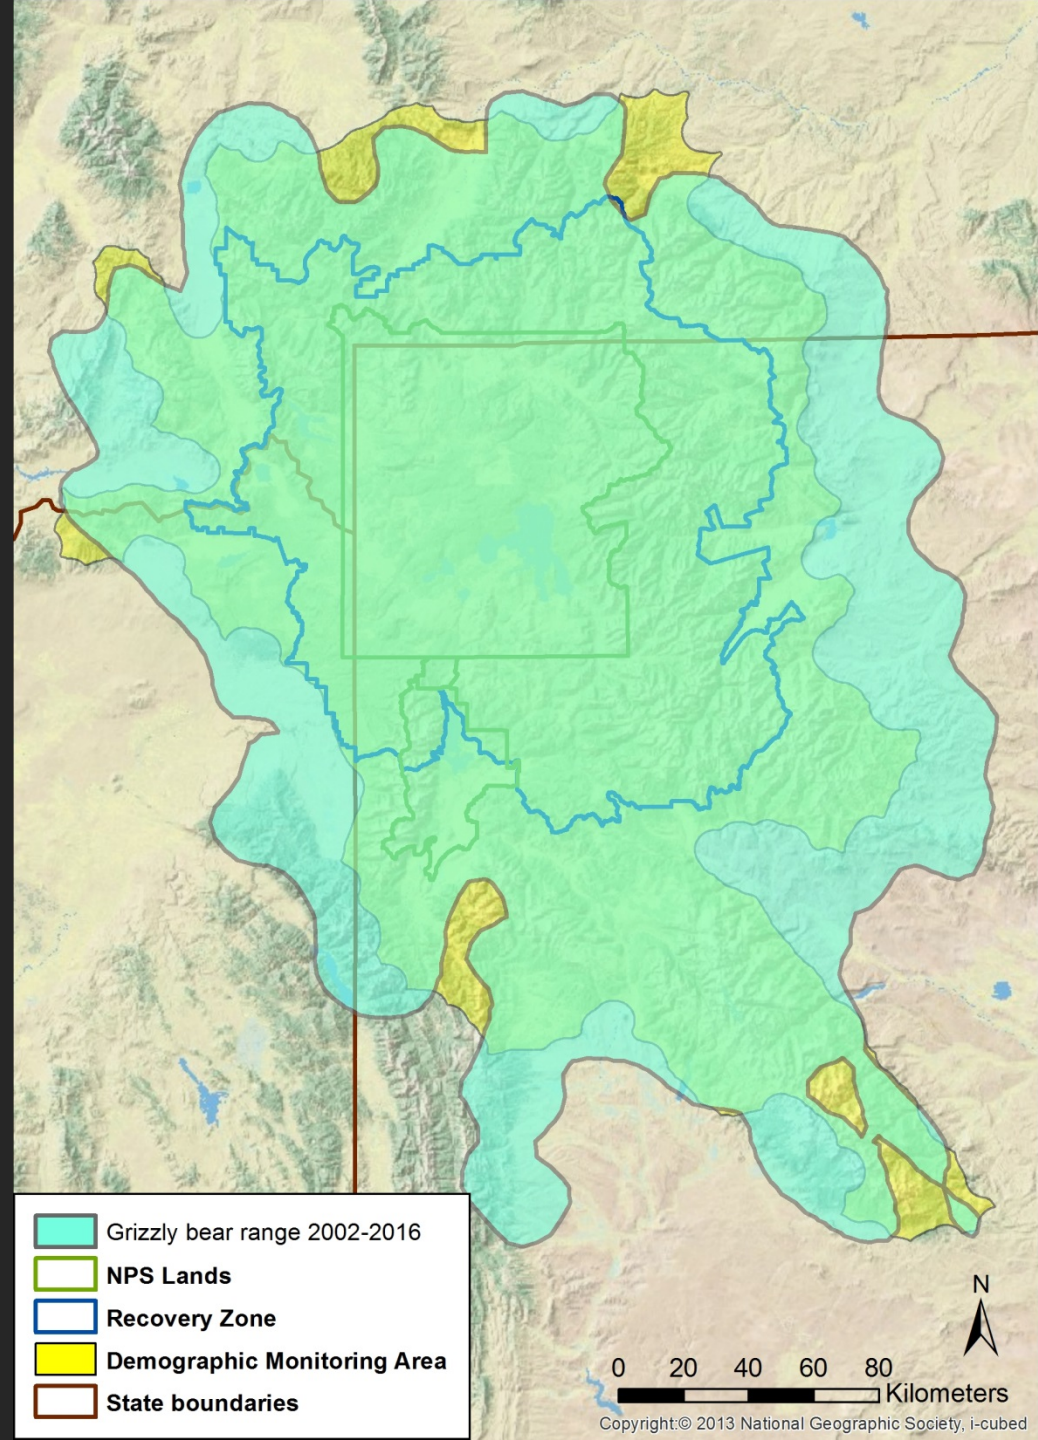 Grizzly bear range 2002-2016
NPS Lands
Recovery Zone
Demographic Monitoring Area
State boundaries
N
0 20 40 60 80
Kilometers
Copyright:© 2013 National Geographic Society, i-cubed